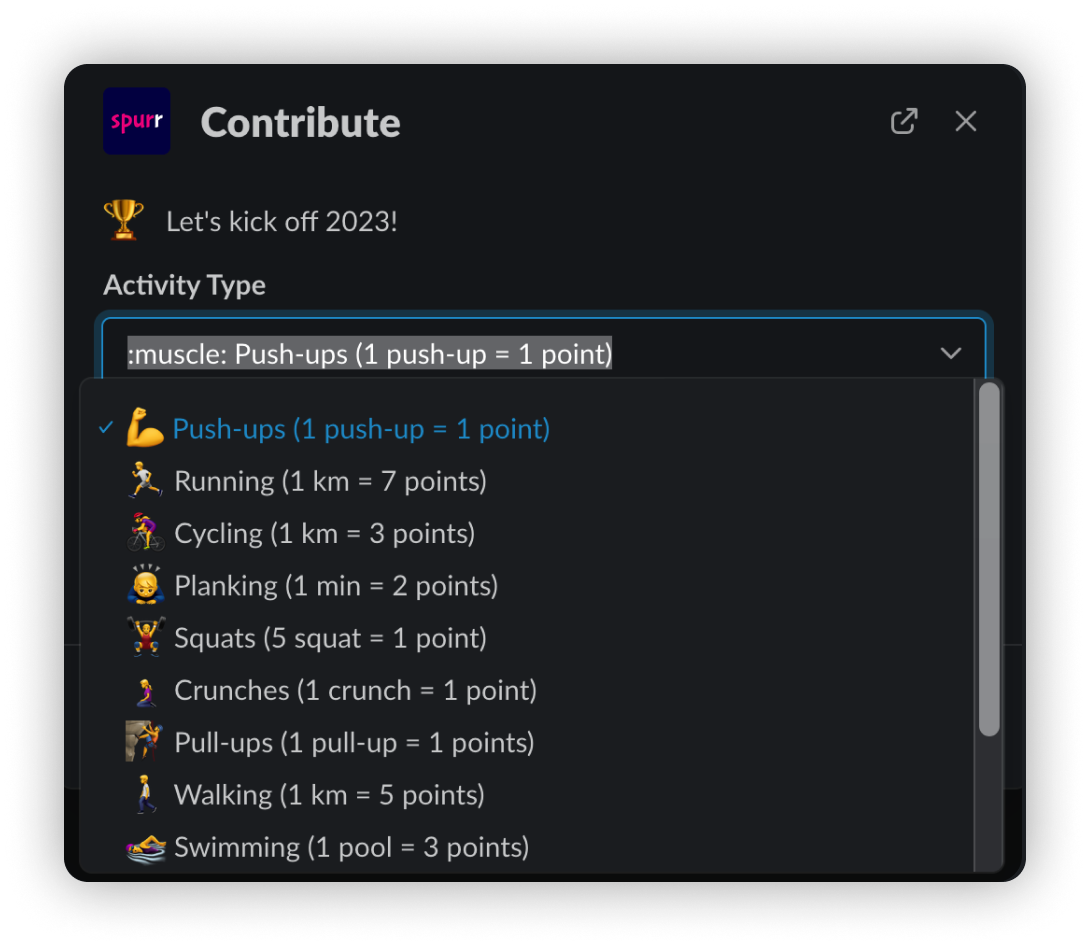 spurr
Contribute
Let's kick off 2023!
Activity Type
:muscle: Push-ups (1 push-up = 1 point)
Push-ups (1 push-up = 1 point)
Running (1 km = 7 points)
Cycling (1 km = 3 points)
Planking (1 min = 2 points)
Squats (5 squat = 1 point)
Crunches (1 crunch = 1 point)
Pull-ups (1 pull-up = 1 points)
Walking (1 km = 5 points)
Swimming (1 pool = 3 points)